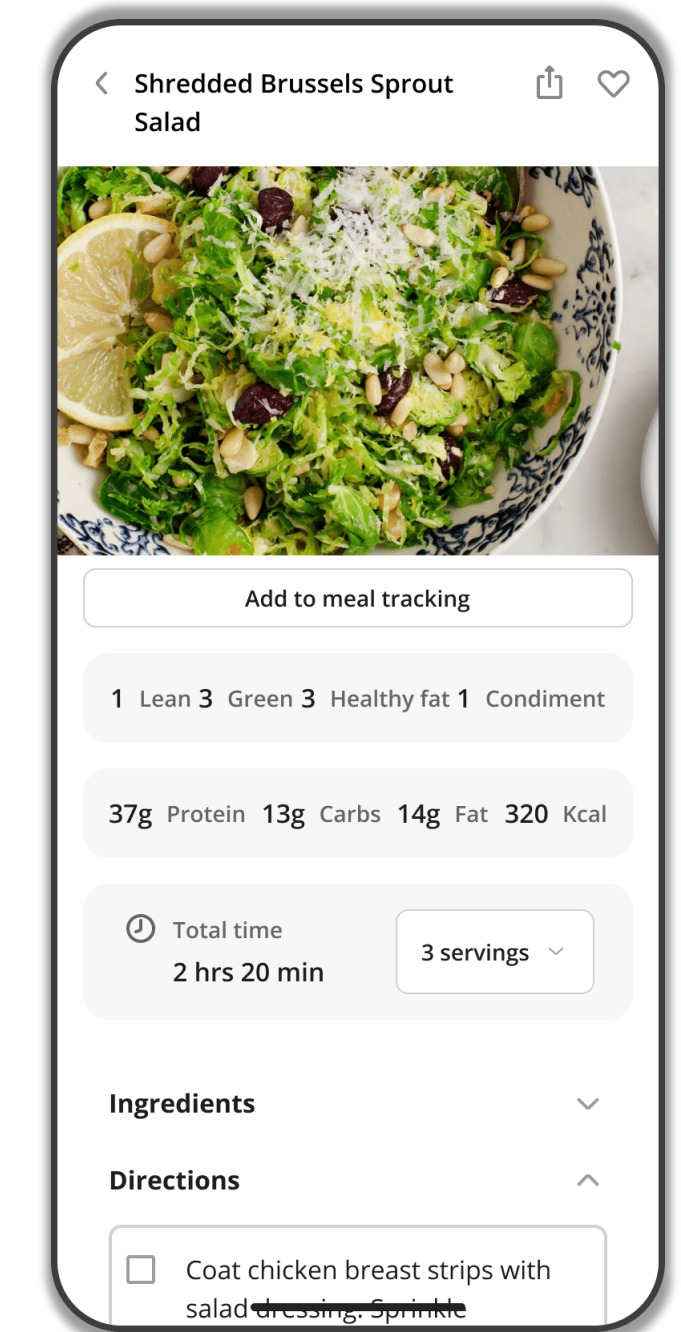 Shredded Brussels Sprout
Salad
Add to meal tracking
1 Lean 3 Green 3 Healthy fat 1 Condiment
37g Protein 13g Carbs 14g Fat 320 Kcal
Total time
2 hrs 20 min
3 servings
Ingredients
Directions
Coat chicken breast strips with
salad dressing. Sprinkle